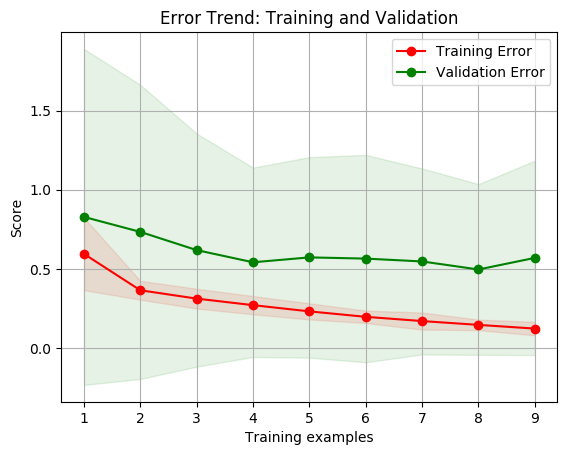 Error Trend: Training and Validation
Training Error
Validation Error
Score
1.5
1.0
0.5
0.0
1 2 3 4 5 6 7 8 9
Training examples